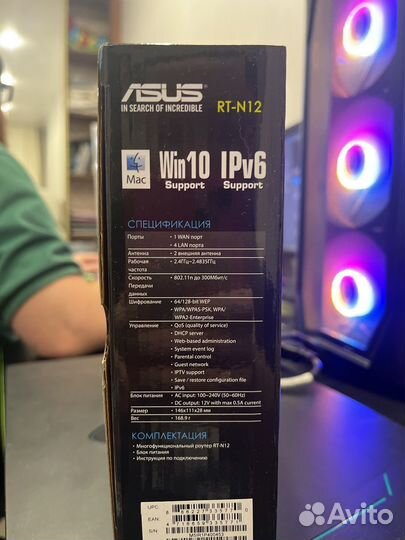 ASUS
IN SEARCH OF INCREDIBLE
RT-N12
Mac
Win10 Support
IPv6 Support
СПЕЦИФИКАЦИЯ
Порты • 1 WAN порт
• 4 LAN порта
Антенна • 2 внешняя антенна
Рабочая частота • 2.4ГГц~2.4835ГГц
Скорость Передачи данных • 802.11n до 300Мбит/с
Шифрование • 64/128-bit WEP
• WPA/WPA5-PSK, WPA/
WPA2-Enterprise
Управление • QoS (quality of service)
• DHCP server
• Web-based administration
• System event log
• Parental control
• Guest network
• IPTV support
• Save / restore configuration file
• IPv6
Блок питания • AC input: 100~240V (50~60Hz)
• DC output: 12V with max 0.5A current
Размер • 146x111x28 мм
Вес • 168.9 г
КОМПЛЕКТАЦИЯ
• Многофункциональный роутер RT-N12
• Блок питания
• Инструкция по подключению
UPC:
EAN:
S/N
Avito